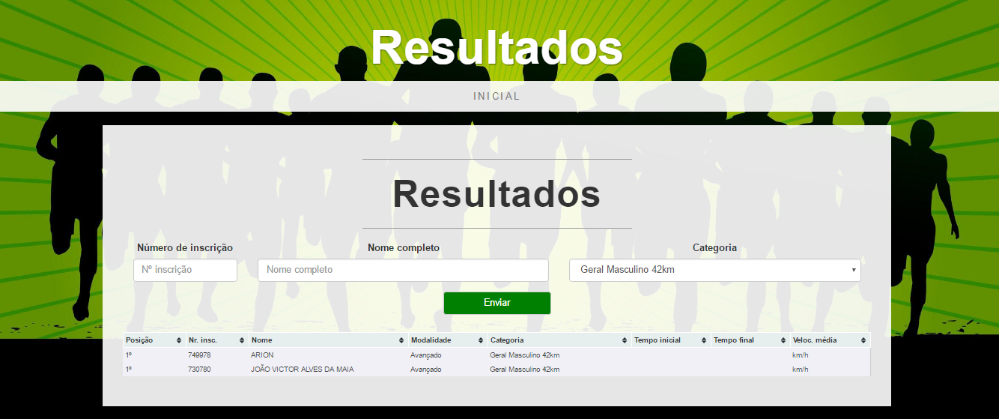 Resultados
INICIAL
Resultados
Número de inscrição Nome completo Categoria
Nº inscrição Nome completo Geral Masculino 42km
Enviar
Posição Nr. insc. Nome Modalidade Categoria Tempo inicial Tempo final Veloc. média
1º 749978 ARION Avançado Geral Masculino 42km km/h
1º 730780 JOÃO VICTOR ALVES DA MAIA Avançado Geral Masculino 42km km/h